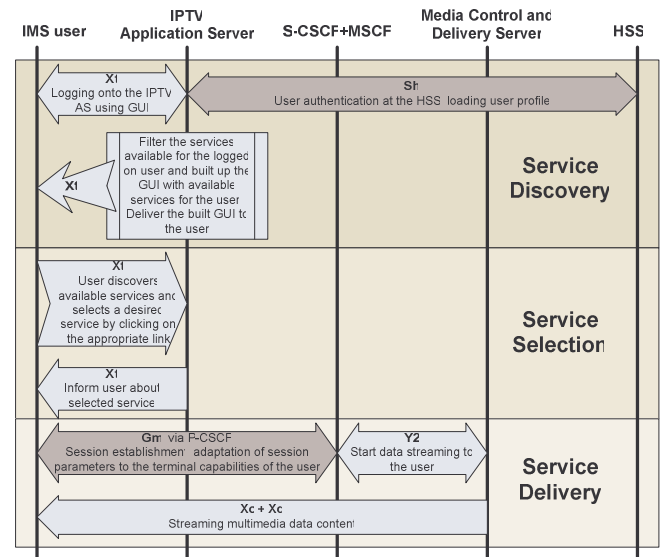 IMS user
IPTV
Application Server
S-CSCF+MSCF
Media Control and
Delivery Server
HSS
Xt
Logging onto the IPTV
AS using GUI
Sh
User authentication at the HSS loading user profile
Filter the services
available for the logged
on user and built up the
GUI with available
services for the user
Deliver the built GUI to
the user
Xt
Service
Discovery
Xt
User discovers
available services and
selects a desired
service by clicking on
the appropriate link
Service
Selection
Xt
Inform user about
selected service
Gm via P-CSCF
Session establishment adaptation of session
parameters to the terminal capabilities of the user
Y2
Start data streaming to
the user
Service
Delivery
Xc + Xc
Streaming multimedia data content